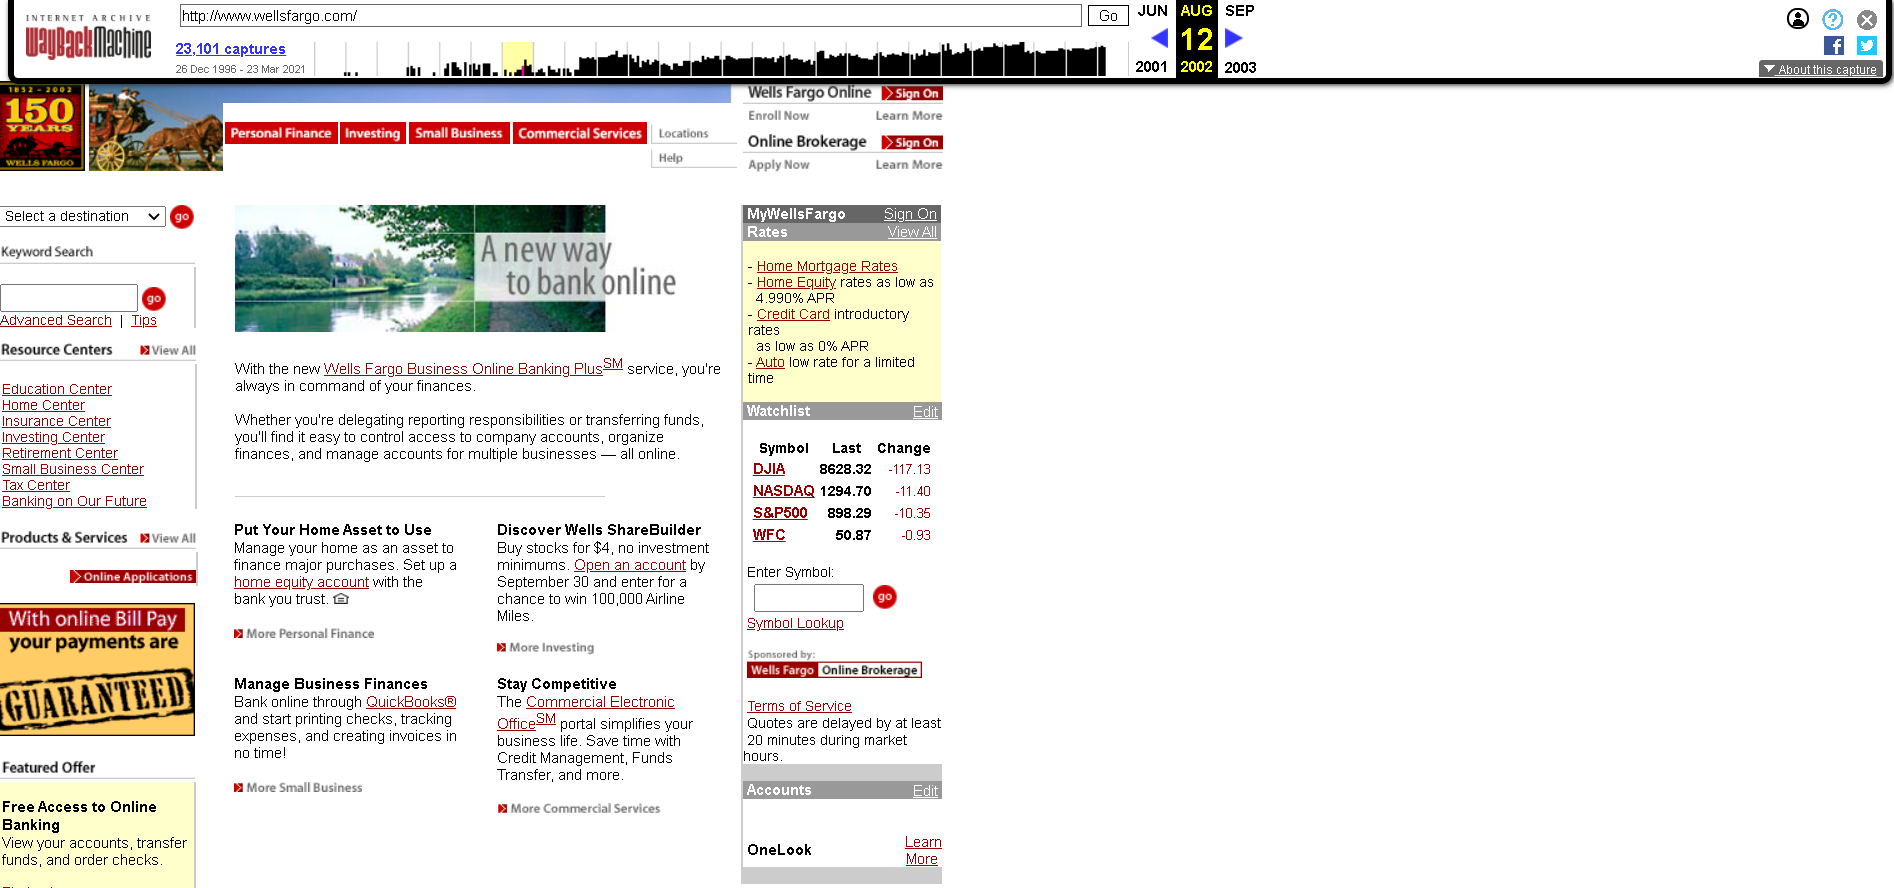 INTERNET ARCHIVE
WayBackMachine
http://www.wellsfargo.com/
Go
JUN
AUG
SEP
23,101 captures
12
26 Dec 1996 - 23 Mar 2021
2001
2002
2003
About this capture
1852 - 2002
150
YEARS
WELLS FARGO
Personal Finance
Investing
Small Business
Commercial Services
Locations
Help
Wells Fargo Online
Sign On
Enroll Now
Learn More
Online Brokerage
Sign On
Apply Now
Learn More
Select a destination
go
Keyword Search
go
Advanced Search | Tips
Resource Centers
View All
Education Center
Home Center
Insurance Center
Investing Center
Retirement Center
Small Business Center
Tax Center
Banking on Our Future
Products & Services
View All
Online Applications
With online Bill Pay
your payments are
GUARANTEED
Featured Offer
Free Access to Online
Banking
View your accounts, transfer
funds, and order checks.
A new way
to bank online
With the new Wells Fargo Business Online Banking PlusSM service, you're
always in command of your finances.
Whether you're delegating reporting responsibilities or transferring funds,
you'll find it easy to control access to company accounts, organize
finances, and manage accounts for multiple businesses — all online.
Put Your Home Asset to Use
Manage your home as an asset to
finance major purchases. Set up a
home equity account with the
bank you trust.
More Personal Finance
Discover Wells ShareBuilder
Buy stocks for $4, no investment
minimums. Open an account by
September 30 and enter for a
chance to win 100,000 Airline
Miles.
More Investing
Manage Business Finances
Bank online through QuickBooks®
and start printing checks, tracking
expenses, and creating invoices in
no time!
More Small Business
Stay Competitive
The Commercial Electronic
OfficeSM portal simplifies your
business life. Save time with
Credit Management, Funds
Transfer, and more.
More Commercial Services
MyWellsFargo
Sign On
Rates
View All
- Home Mortgage Rates
- Home Equity rates as low as
4.990% APR
- Credit Card introductory
rates
as low as 0% APR
- Auto low rate for a limited
time
Watchlist
Edit
Symbol Last Change
DJIA 8628.32 -117.13
NASDAQ 1294.70 -11.40
S&P500 898.29 -10.35
WFC 50.87 -0.93
Enter Symbol:
go
Symbol Lookup
Sponsored by:
Wells Fargo Online Brokerage
Terms of Service
Quotes are delayed by at least
20 minutes during market
hours.
Accounts
Edit
OneLook
Learn
More